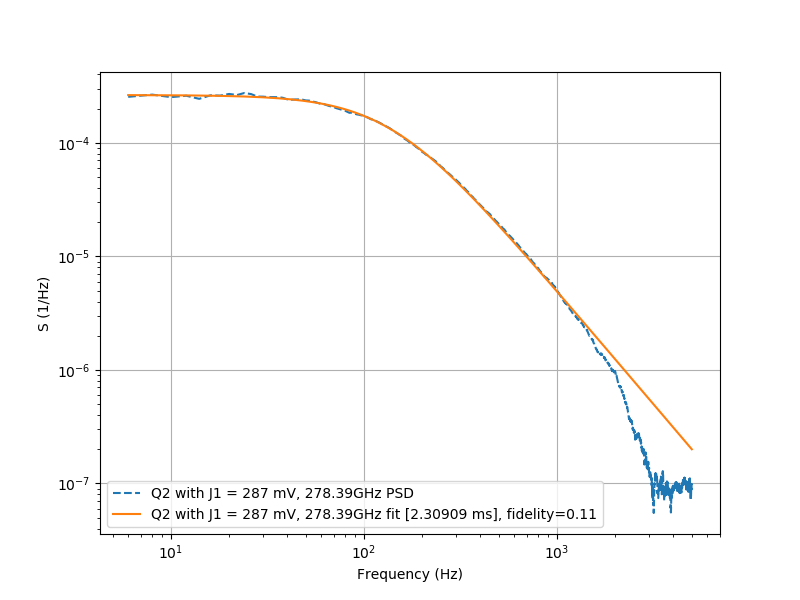 10⁻⁴
10⁻⁵
10⁻⁶
10⁻⁷
S (1/Hz)
Q2 with J1 = 287 mV, 278.39GHz PSD
Q2 with J1 = 287 mV, 278.39GHz fit [2.30909 ms], fidelity=0.11
10¹ 10² 10³
Frequency (Hz)